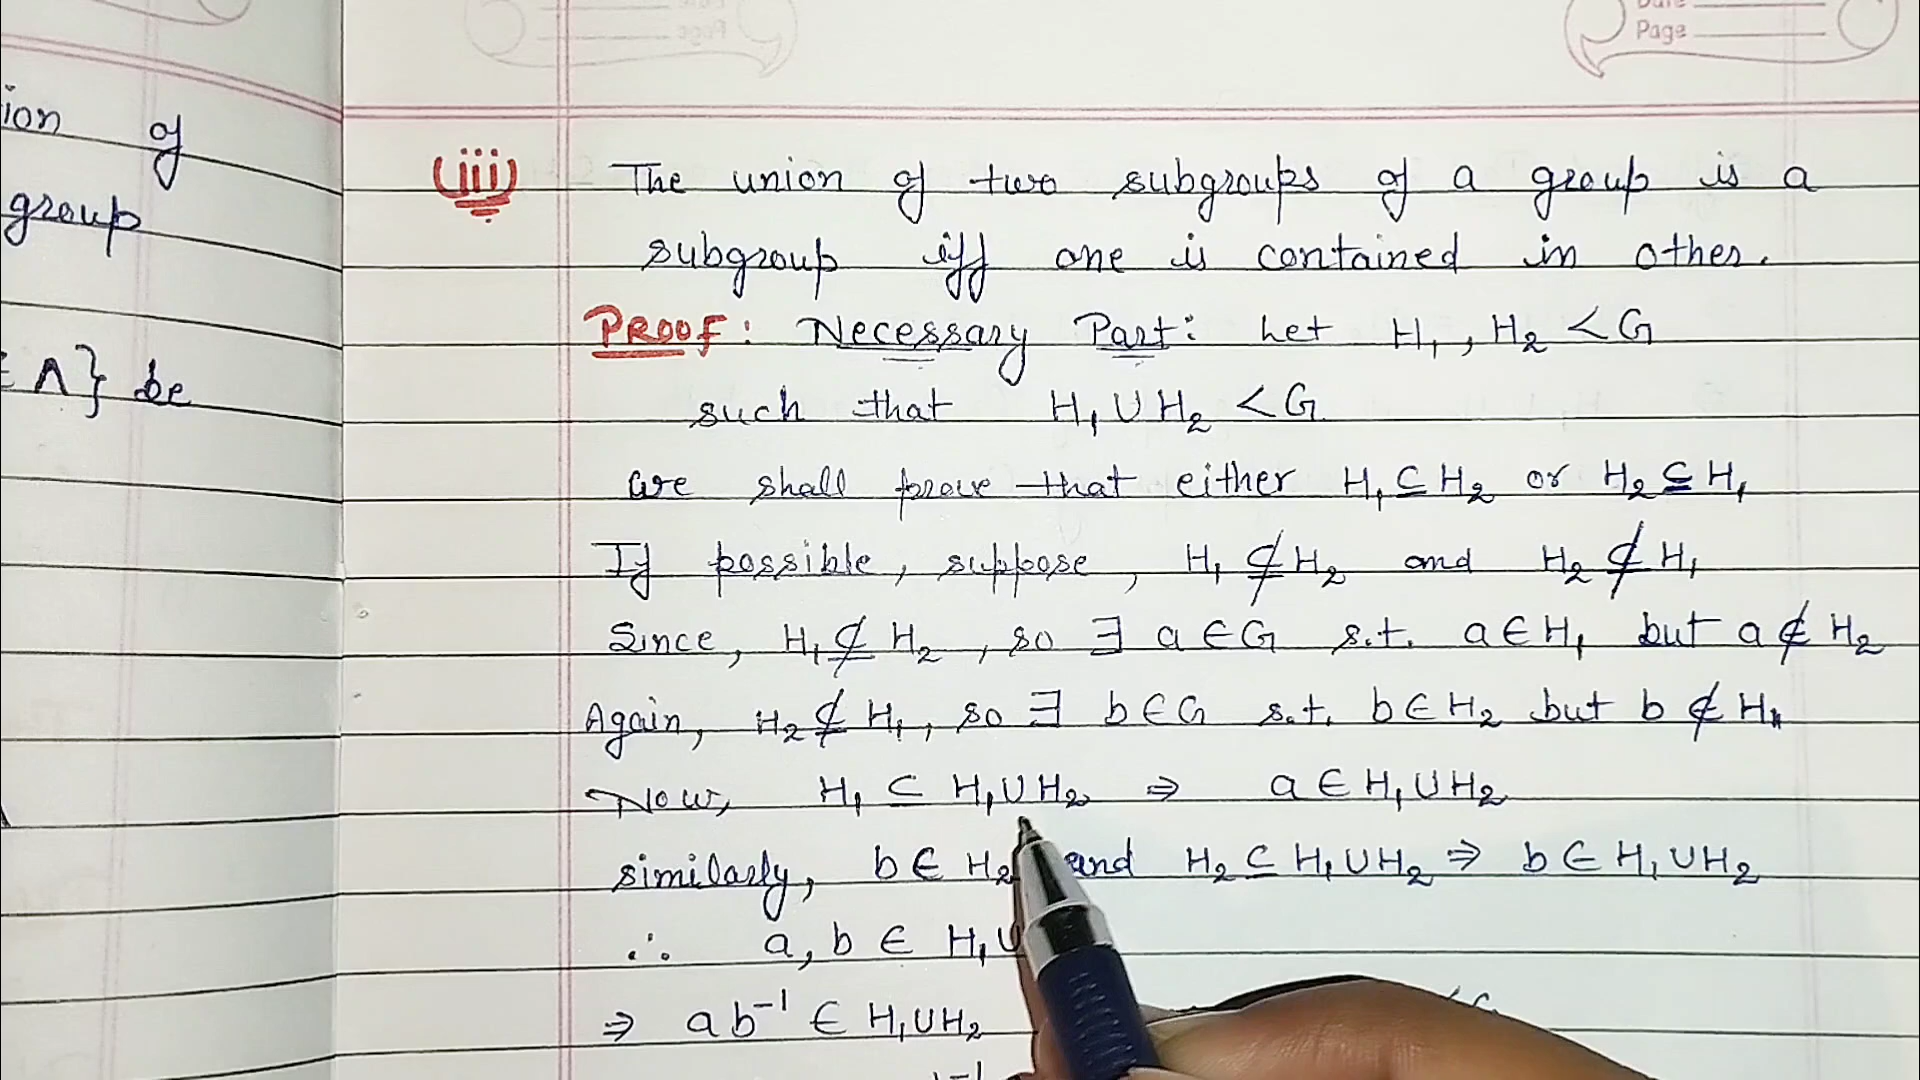 Date
Page
ion of
group
∈ Λ} be
(iii) The union of two subgroups of a group is a
subgroup iff one is contained in other.
PROOF: Necessary Part: Let H₁, H₂ < G
such that H₁ ∪ H₂ < G
we shall prove that either H₁ ⊆ H₂ or H₂ ⊆ H₁
If possible, suppose, H₁ ⊈ H₂ and H₂ ⊈ H₁
Since, H₁ ⊈ H₂, so ∃ a ∈ G s.t. a ∈ H₁ but a ∉ H₂
Again, H₂ ⊈ H₁, so ∃ b ∈ G s.t. b ∈ H₂ but b ∉ H₁
Now, H₁ ⊂ H₁ ∪ H₂ ⇒ a ∈ H₁ ∪ H₂
similarly, b ∈ H₂ and H₂ ⊆ H₁ ∪ H₂ ⇒ b ∈ H₁ ∪ H₂
∴ a, b ∈ H₁ ∪
⇒ ab⁻¹ ∈ H₁ ∪ H₂